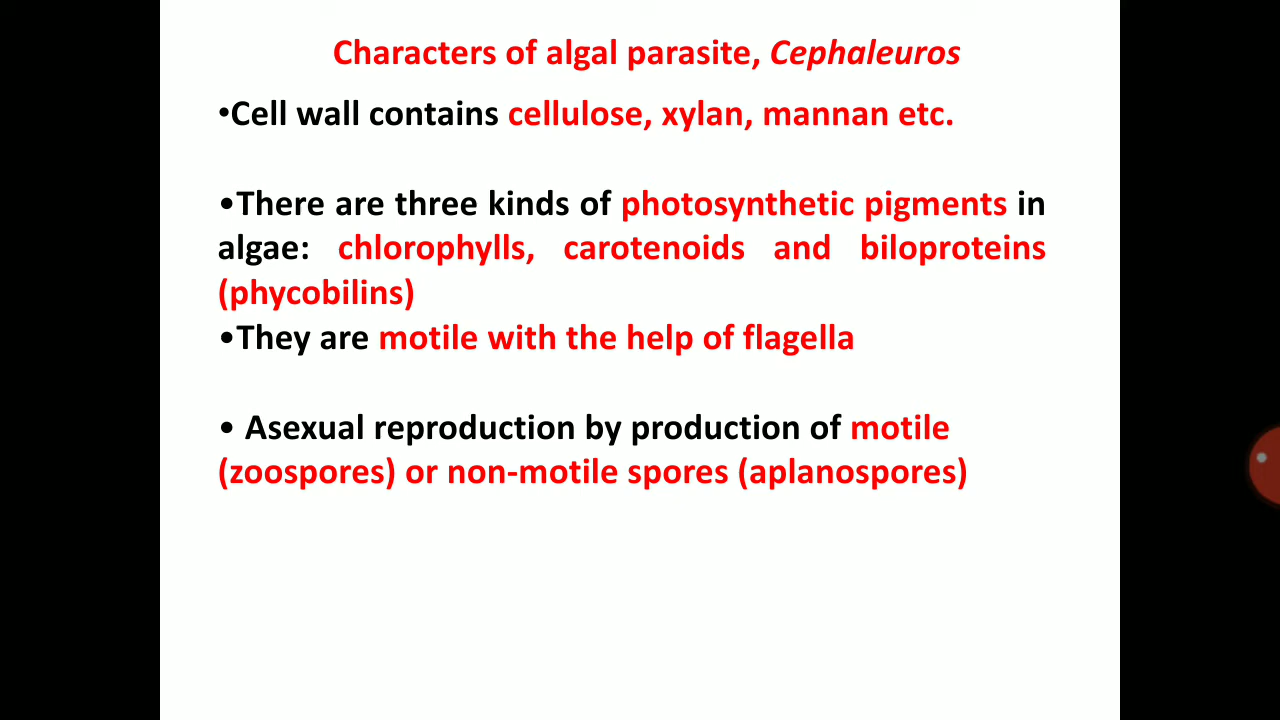 Characters of algal parasite, Cephaleuros
•Cell wall contains cellulose, xylan, mannan etc.
•There are three kinds of photosynthetic pigments in
algae: chlorophylls, carotenoids and biloproteins
(phycobilins)
•They are motile with the help of flagella
• Asexual reproduction by production of motile
(zoospores) or non-motile spores (aplanospores)